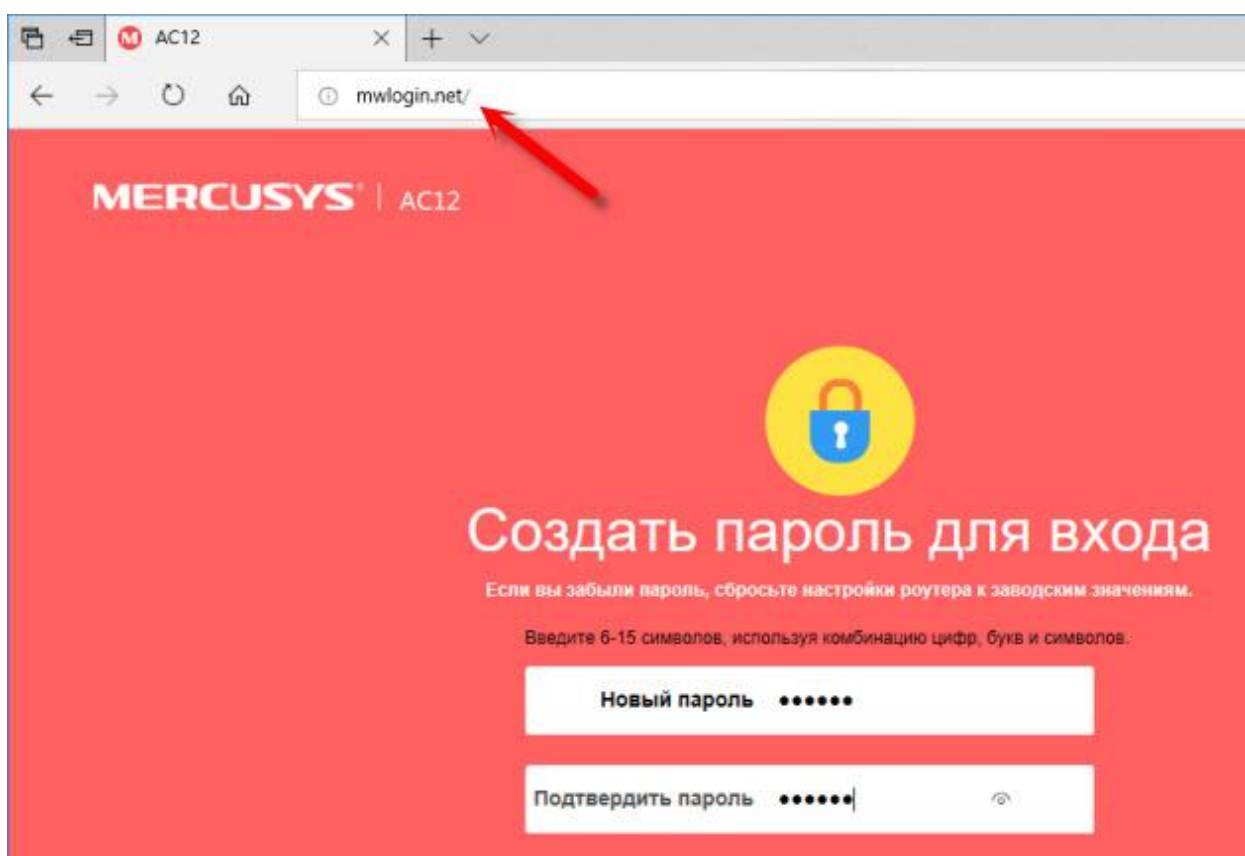 AC12
mwlogin.net/
MERCUSYS® | AC12
Создать пароль для входа
Если вы забыли пароль, сбросьте настройки роутера к заводским значениям.
Введите 6-15 символов, используя комбинацию цифр, букв и символов.
Новый пароль ••••••
Подтвердить пароль ••••••